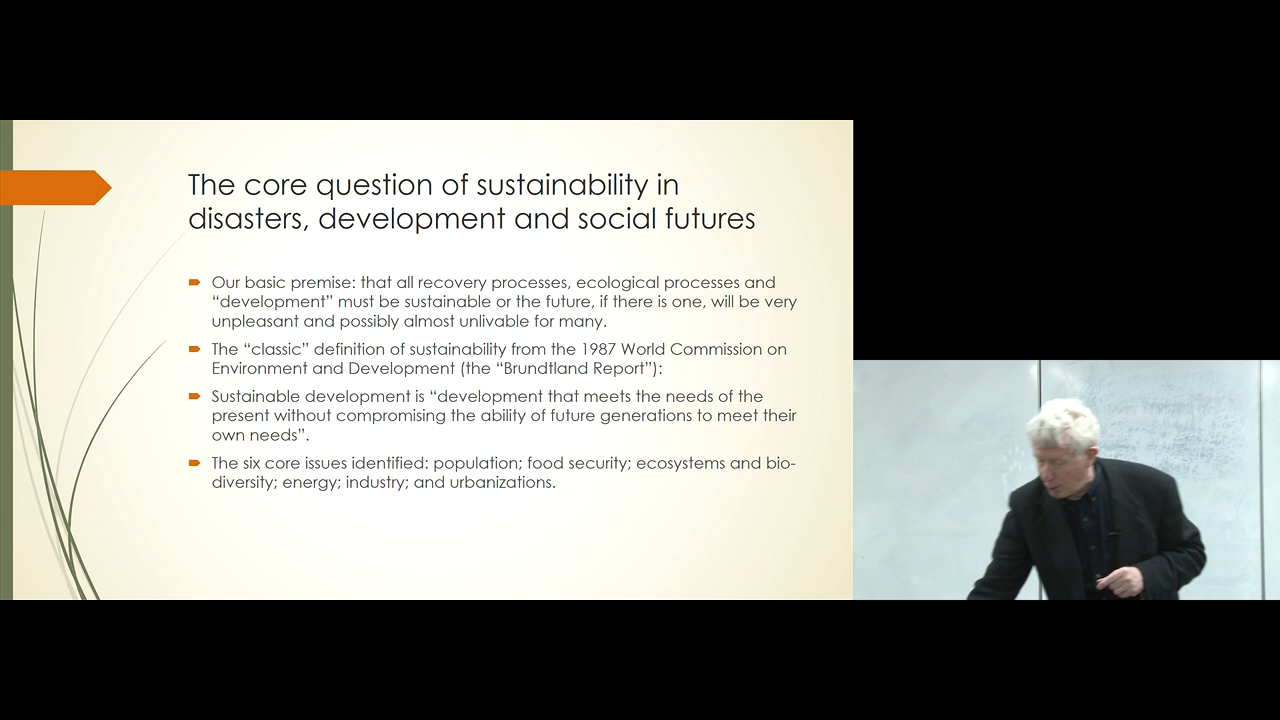 The core question of sustainability in
disasters, development and social futures
Our basic premise: that all recovery processes, ecological processes and
“development” must be sustainable or the future, if there is one, will be very
unpleasant and possibly almost unlivable for many.
The “classic” definition of sustainability from the 1987 World Commission on
Environment and Development (the “Brundtland Report”):
Sustainable development is “development that meets the needs of the
present without compromising the ability of future generations to meet their
own needs”.
The six core issues identified: population; food security; ecosystems and bio-
diversity; energy; industry; and urbanizations.